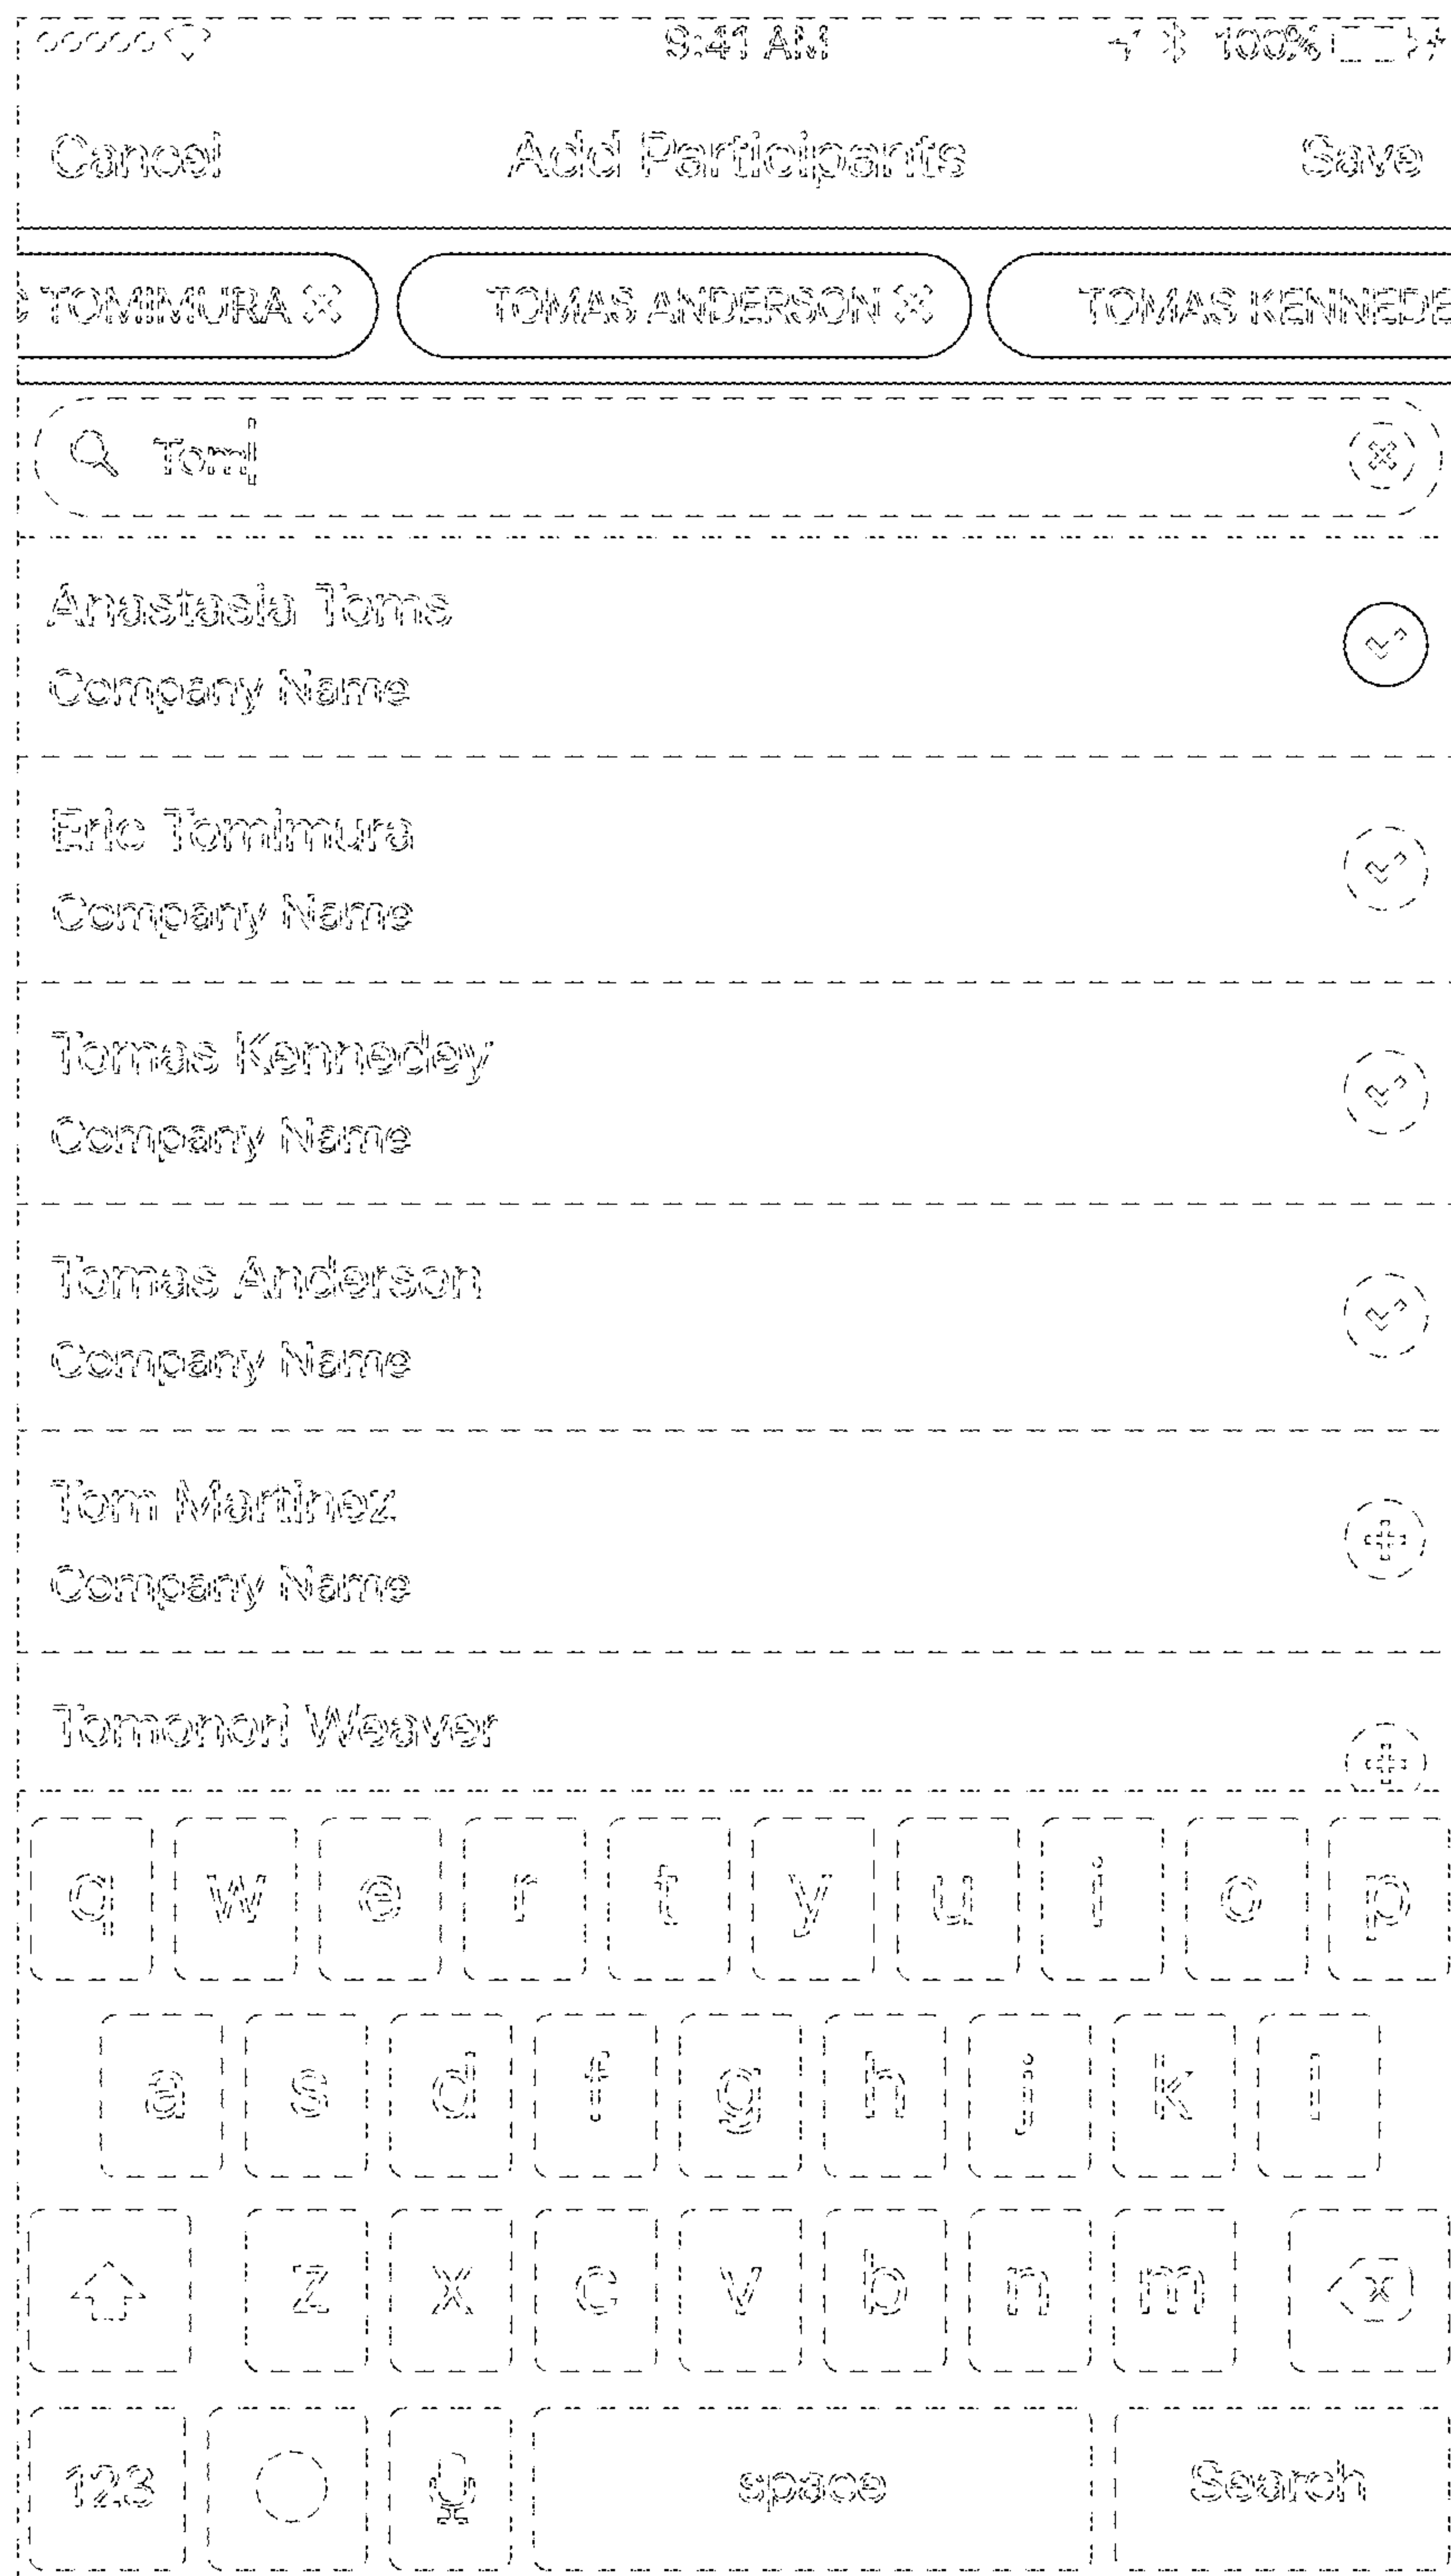 9:41 AM 100%
Cancel Add Participants Save
TOMIMURA TOMAS ANDERSON TOMAS KENNEDE
Tom
Anastasia Toms
Company Name
Eric Tomimura
Company Name
Tomas Kennedey
Company Name
Tomas Anderson
Company Name
Tom Martinez
Company Name
Tomonori Weaver
q w e r t y u i o p
a s d f g h j k l
z x c v b n m
123 space Search